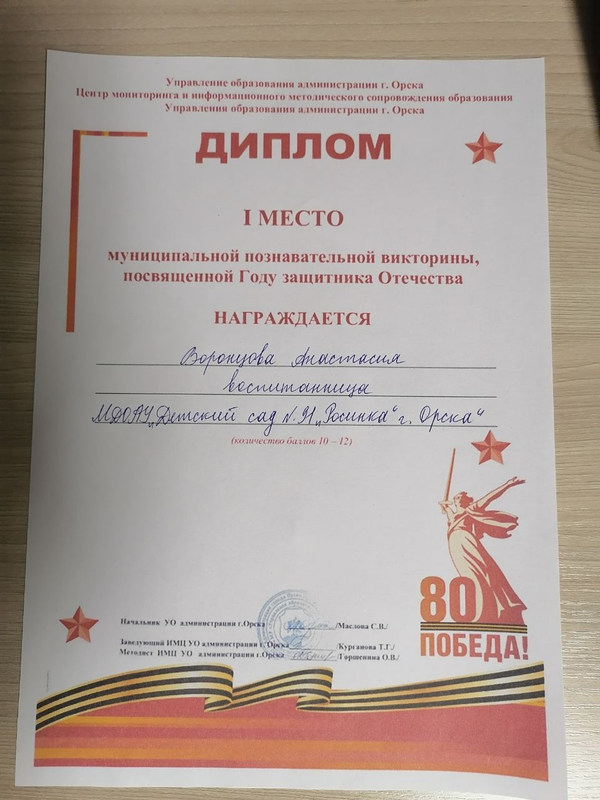 Управление образования администрации г. Орска
Центр мониторинга и информационного методического сопровождения образования
Управления образования администрации г. Орска
ДИПЛОМ
I МЕСТО
муниципальной познавательной викторины,
посвященной Году защитника Отечества
НАГРАЖДАЕТСЯ
Воронцова Анастасия
воспитанница
МДОАУ „Детский сад №91 „Росинка“ г. Орска“
(количество баллов 10 – 12)
80
ПОБЕДА!
Начальник УО администрации г.Орска /Маслова С.В./
Заведующий ИМЦ УО администрации г.Орска /Курганова Т.Г./
Методист ИМЦ УО администрации г.Орска /Горшенина О.В./